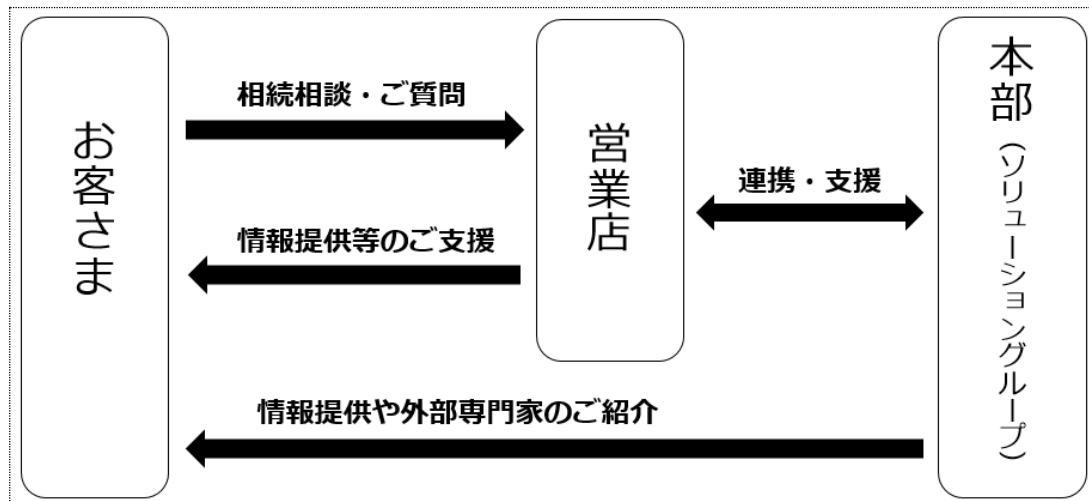 お客さま
相続相談・ご質問
情報提供等のご支援
営業店
連携・支援
本部(ソリューショングループ)
情報提供や外部専門家のご紹介